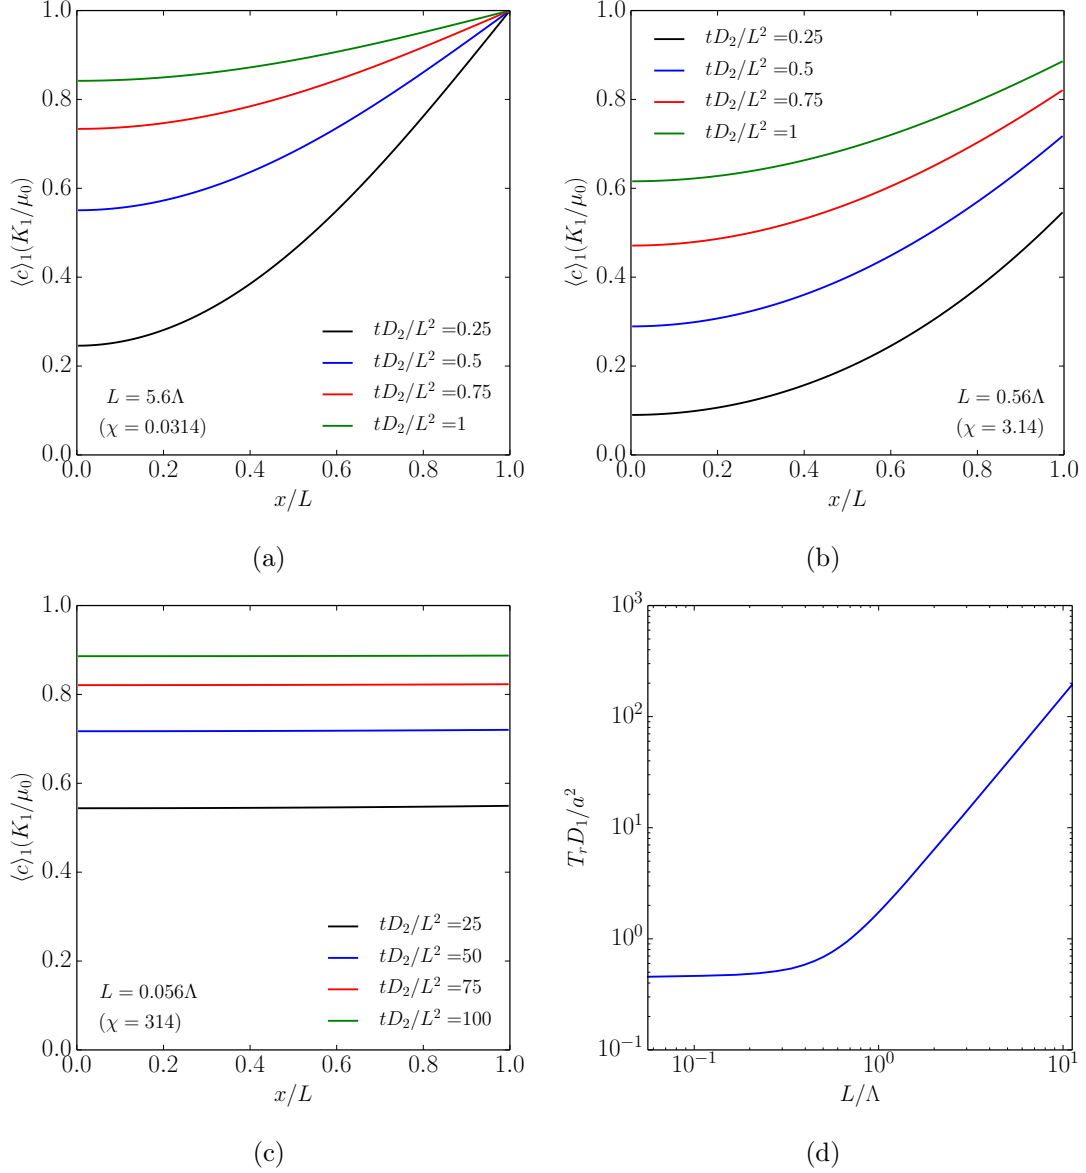 1.0
0.8
0.6
0.4
0.2
0.0
⟨c⟩₁(K₁/μ₀)
tD₂/L² =0.25
tD₂/L² =0.5
tD₂/L² =0.75
tD₂/L² =1
L = 5.6Λ
(χ = 0.0314)
0.0 0.2 0.4 0.6 0.8 1.0
x/L
(a)
1.0
0.8
0.6
0.4
0.2
0.0
⟨c⟩₁(K₁/μ₀)
tD₂/L² =0.25
tD₂/L² =0.5
tD₂/L² =0.75
tD₂/L² =1
L = 0.56Λ
(χ = 3.14)
0.0 0.2 0.4 0.6 0.8 1.0
x/L
(b)
1.0
0.8
0.6
0.4
0.2
0.0
⟨c⟩₁(K₁/μ₀)
tD₂/L² =25
tD₂/L² =50
tD₂/L² =75
tD₂/L² =100
L = 0.056Λ
(χ = 314)
0.0 0.2 0.4 0.6 0.8 1.0
x/L
(c)
10³
10²
10¹
10⁰
10⁻¹
TᵣD₁/a²
10⁻¹ 10⁰ 10¹
L/Λ
(d)